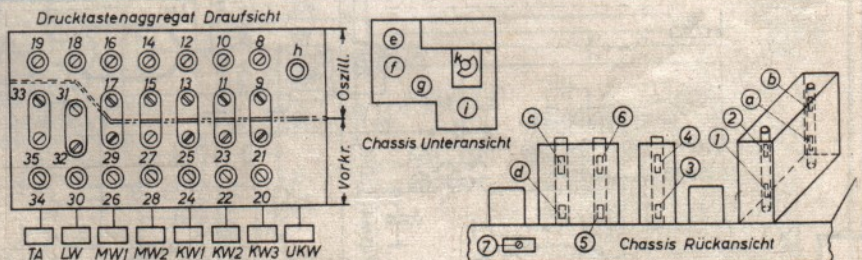 Drucktastenaggregat Draufsicht
19 18 16 14 12 10 8 h
33 31 17 15 13 11 9
Oszill.
35 32 29 27 25 23 21
Vorkr.
34 30 26 28 24 22 20
TA LW MW1 MW2 KW1 KW2 KW3 UKW
e
f
k
g
i
Chassis Unteransicht
c 6 4 2 b
a
1
d 5 3
7
Chassis Rückansicht